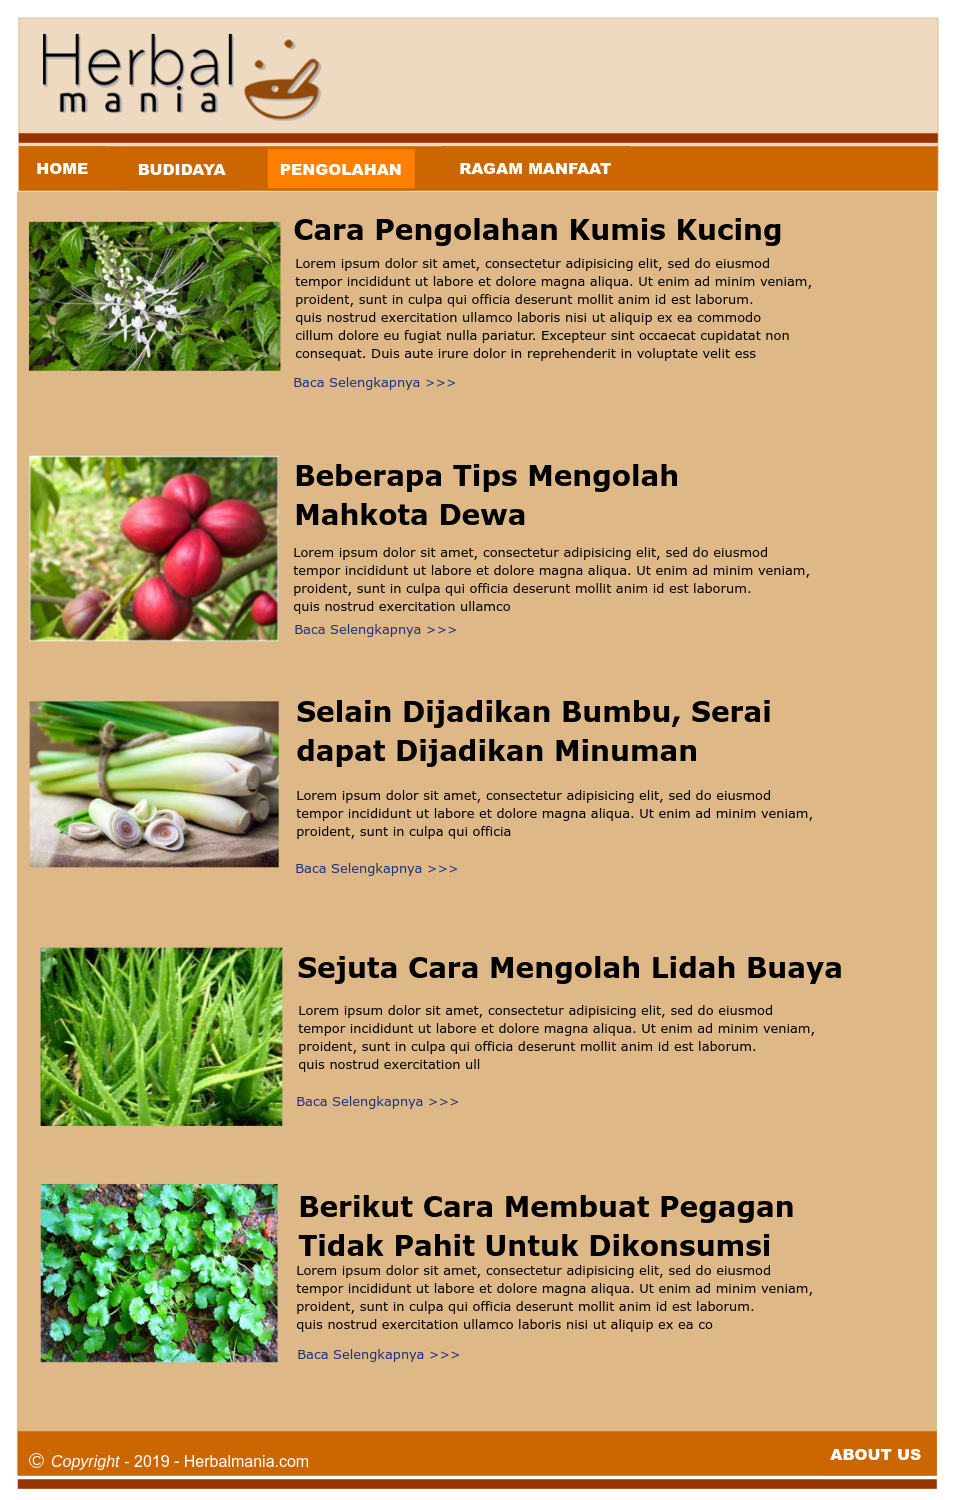 Herbal
mania
HOME BUDIDAYA PENGOLAHAN RAGAM MANFAAT
Cara Pengolahan Kumis Kucing
Lorem ipsum dolor sit amet, consectetur adipisicing elit, sed do eiusmod
tempor incididunt ut labore et dolore magna aliqua. Ut enim ad minim veniam,
proident, sunt in culpa qui officia deserunt mollit anim id est laborum.
quis nostrud exercitation ullamco laboris nisi ut aliquip ex ea commodo
cillum dolore eu fugiat nulla pariatur. Excepteur sint occaecat cupidatat non
consequat. Duis aute irure dolor in reprehenderit in voluptate velit ess
Baca Selengkapnya >>>
Beberapa Tips Mengolah
Mahkota Dewa
Lorem ipsum dolor sit amet, consectetur adipisicing elit, sed do eiusmod
tempor incididunt ut labore et dolore magna aliqua. Ut enim ad minim veniam,
proident, sunt in culpa qui officia deserunt mollit anim id est laborum.
quis nostrud exercitation ullamco
Baca Selengkapnya >>>
Selain Dijadikan Bumbu, Serai
dapat Dijadikan Minuman
Lorem ipsum dolor sit amet, consectetur adipisicing elit, sed do eiusmod
tempor incididunt ut labore et dolore magna aliqua. Ut enim ad minim veniam,
proident, sunt in culpa qui officia
Baca Selengkapnya >>>
Sejuta Cara Mengolah Lidah Buaya
Lorem ipsum dolor sit amet, consectetur adipisicing elit, sed do eiusmod
tempor incididunt ut labore et dolore magna aliqua. Ut enim ad minim veniam,
proident, sunt in culpa qui officia deserunt mollit anim id est laborum.
quis nostrud exercitation ull
Baca Selengkapnya >>>
Berikut Cara Membuat Pegagan
Tidak Pahit Untuk Dikonsumsi
Lorem ipsum dolor sit amet, consectetur adipisicing elit, sed do eiusmod
tempor incididunt ut labore et dolore magna aliqua. Ut enim ad minim veniam,
proident, sunt in culpa qui officia deserunt mollit anim id est laborum.
quis nostrud exercitation ullamco laboris nisi ut aliquip ex ea co
Baca Selengkapnya >>>
© Copyright - 2019 - Herbalmania.com ABOUT US